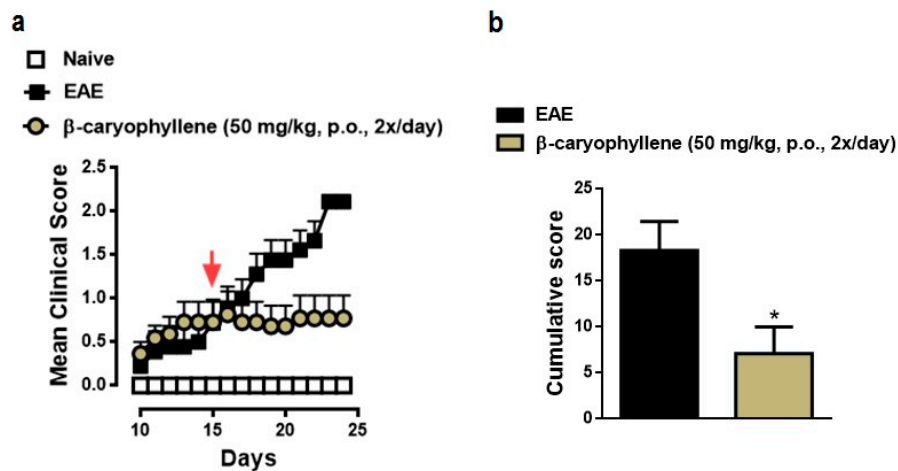 a
Naive
EAE
β-caryophyllene (50 mg/kg, p.o., 2x/day)
Mean Clinical Score
2.5
2.0
1.5
1.0
0.5
0.0
10
15
20
25
Days
b
EAE
β-caryophyllene (50 mg/kg, p.o., 2x/day)
Cumulative score
25
20
15
10
5
0
*